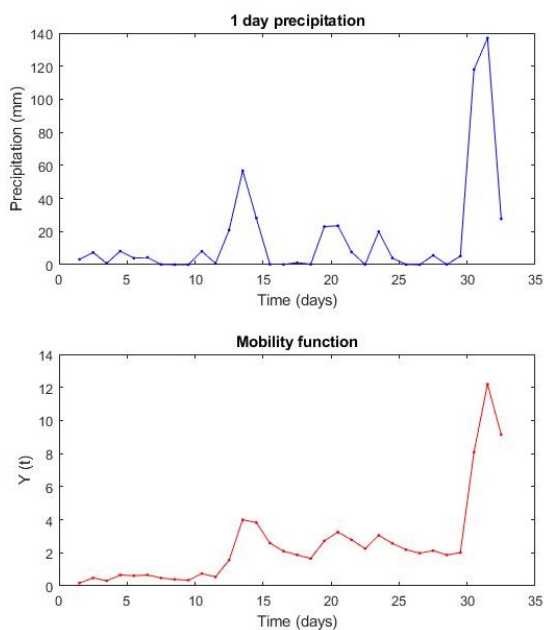 1 day precipitation
140
120
100
80
60
40
20
0
Precipitation (mm)
0 5 10 15 20 25 30 35
Time (days)
Mobility function
14
12
10
8
6
4
2
0
Y (t)
0 5 10 15 20 25 30 35
Time (days)